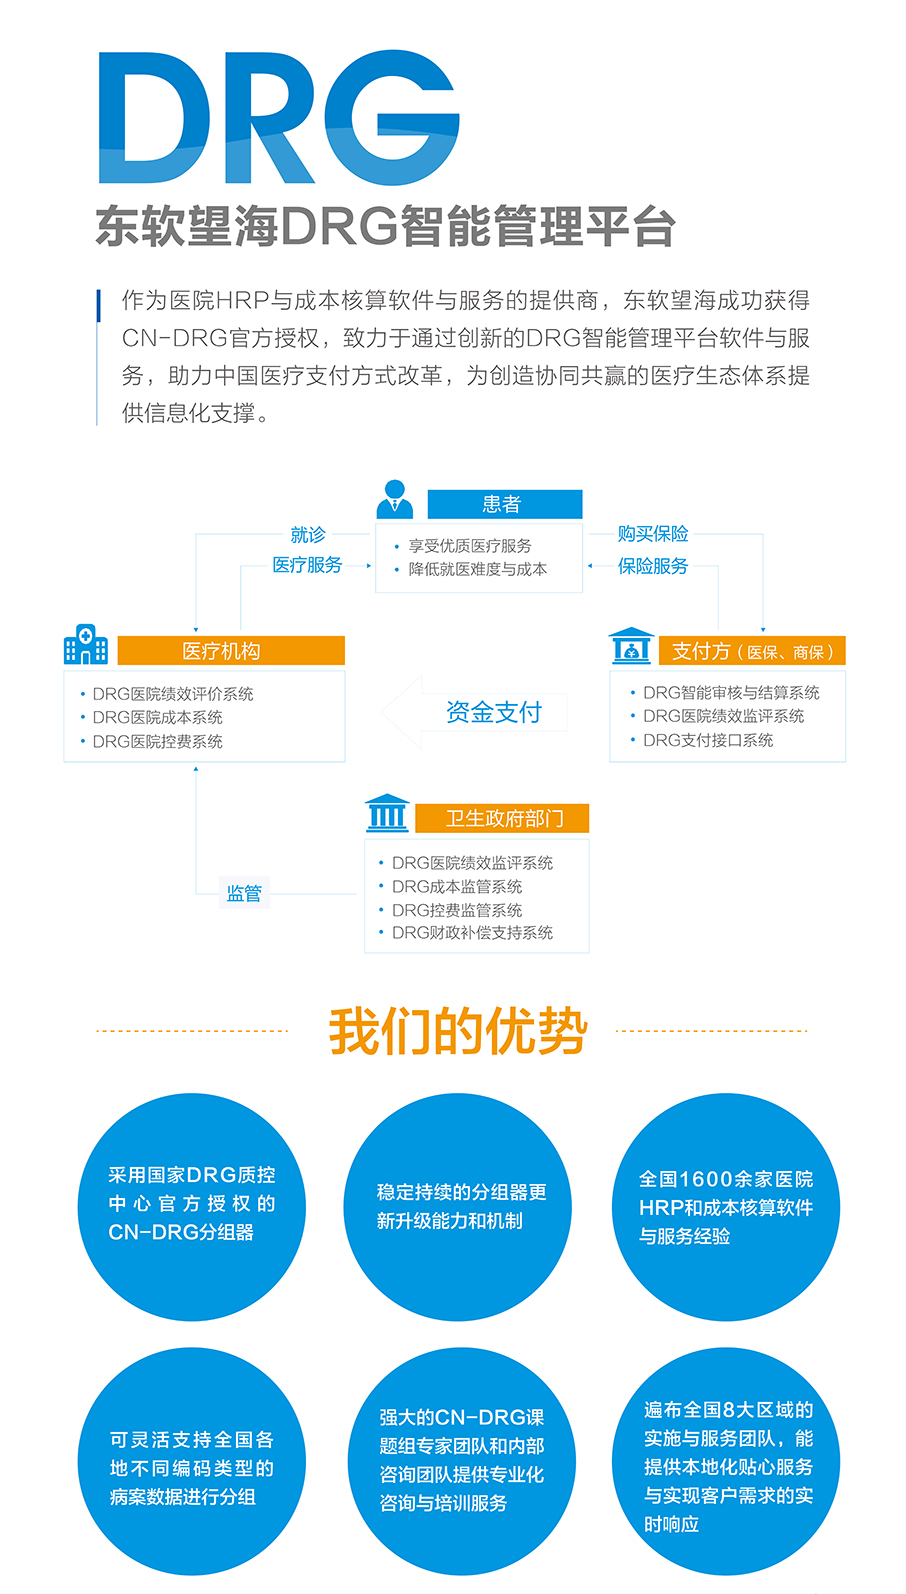 DRG
东软望海DRG智能管理平台
作为医院HRP与成本核算软件与服务的提供商，东软望海成功获得
CN-DRG官方授权，致力于通过创新的DRG智能管理平台软件与服
务，助力中国医疗支付方式改革，为创造协同共赢的医疗生态体系提
供信息化支撑。
患者
享受优质医疗服务
降低就医难度与成本
就诊
医疗服务
购买保险
保险服务
医疗机构
DRG医院绩效评价系统
DRG医院成本系统
DRG医院控费系统
资金支付
支付方（医保、商保）
DRG智能审核与结算系统
DRG医院绩效监评系统
DRG支付接口系统
卫生政府部门
DRG医院绩效监评系统
DRG成本监管系统
DRG控费监管系统
DRG财政补偿支持系统
监管
我们的优势
采用国家DRG质控
中心官方授权的
CN-DRG分组器
稳定持续的分组器更
新升级能力和机制
全国1600余家医院
HRP和成本核算软件
与服务经验
可灵活支持全国各
地不同编码类型的
病案数据进行分组
强大的CN-DRG课
题组专家团队和内部
咨询团队提供专业化
咨询与培训服务
遍布全国8大区域的
实施与服务团队，能
提供本地化贴心服务
与实现客户需求的实
时响应